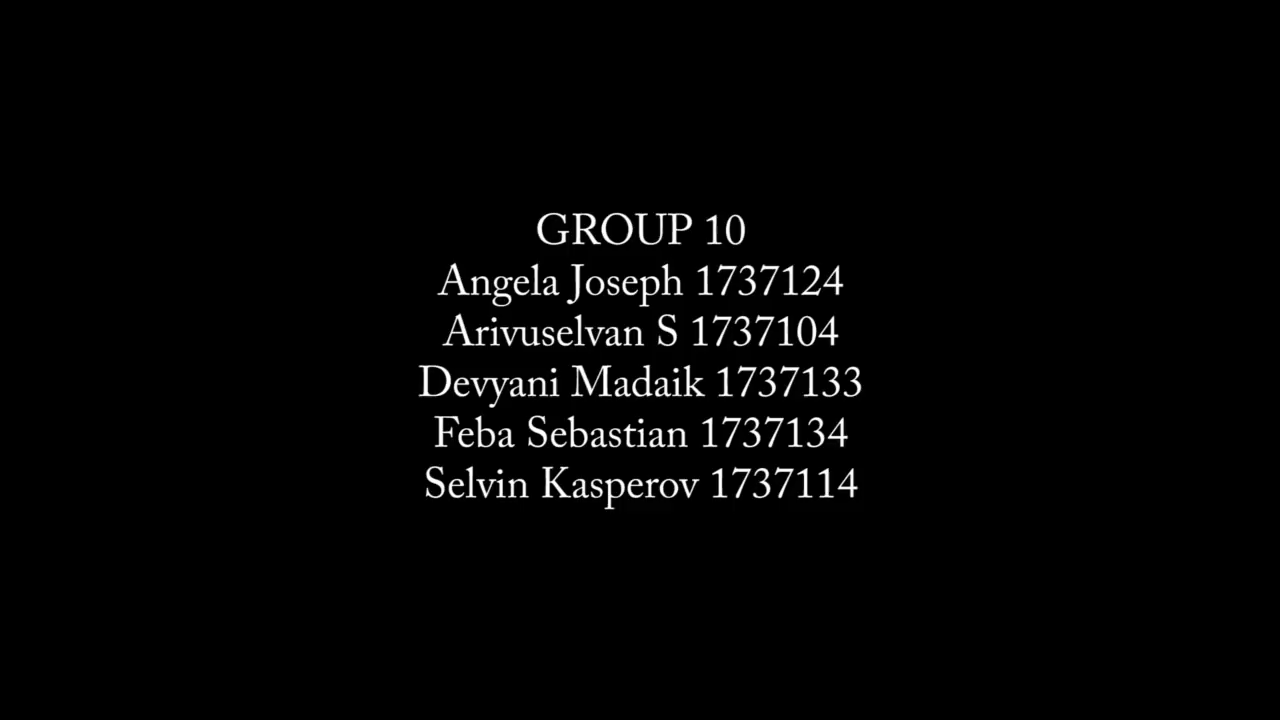 GROUP 10
Angela Joseph 1737124
Arivuselvan S 1737104
Devyani Madaik 1737133
Feba Sebastian 1737134
Selvin Kasperov 1737114